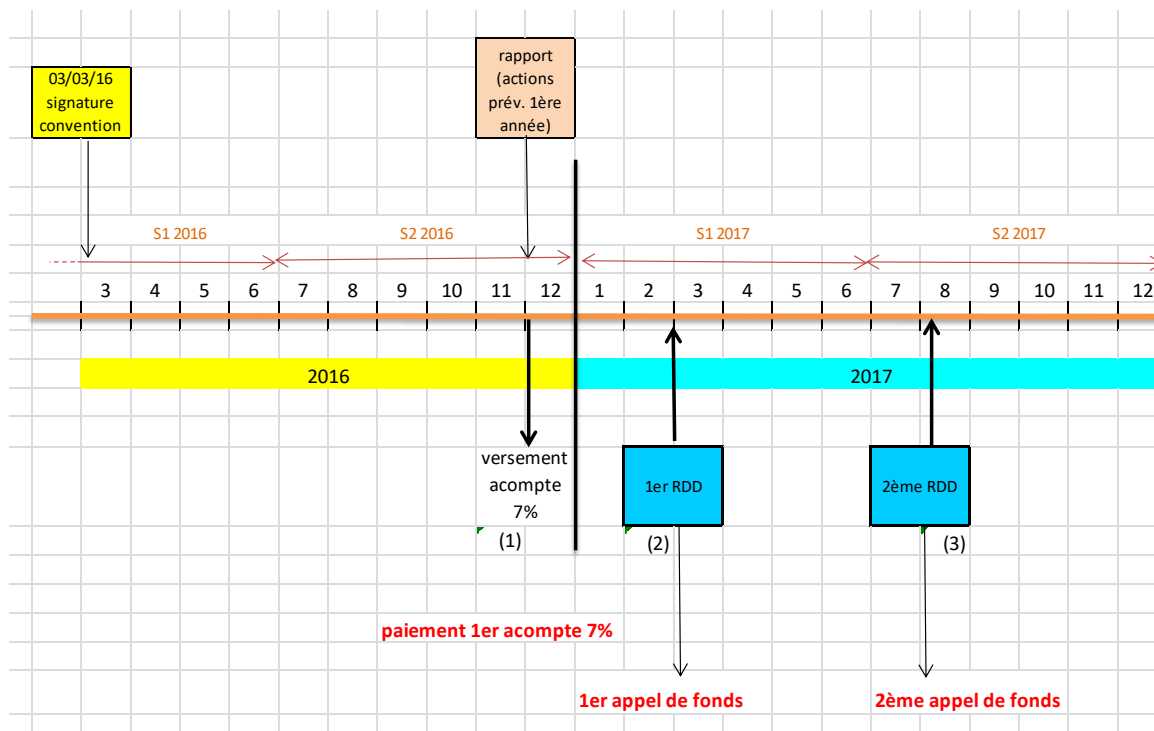 rapport
(actions
prév. 1ère
année)
03/03/16
signature
convention
S1 2016
S2 2016
S1 2017
S2 2017
3 4 5 6 7 8 9 10 11 12 1 2 3 4 5 6 7 8 9 10 11 12
2016
2017
versement
acompte
7%
(1)
1er RDD
(2)
2ème RDD
(3)
paiement 1er acompte 7%
1er appel de fonds
2ème appel de fonds